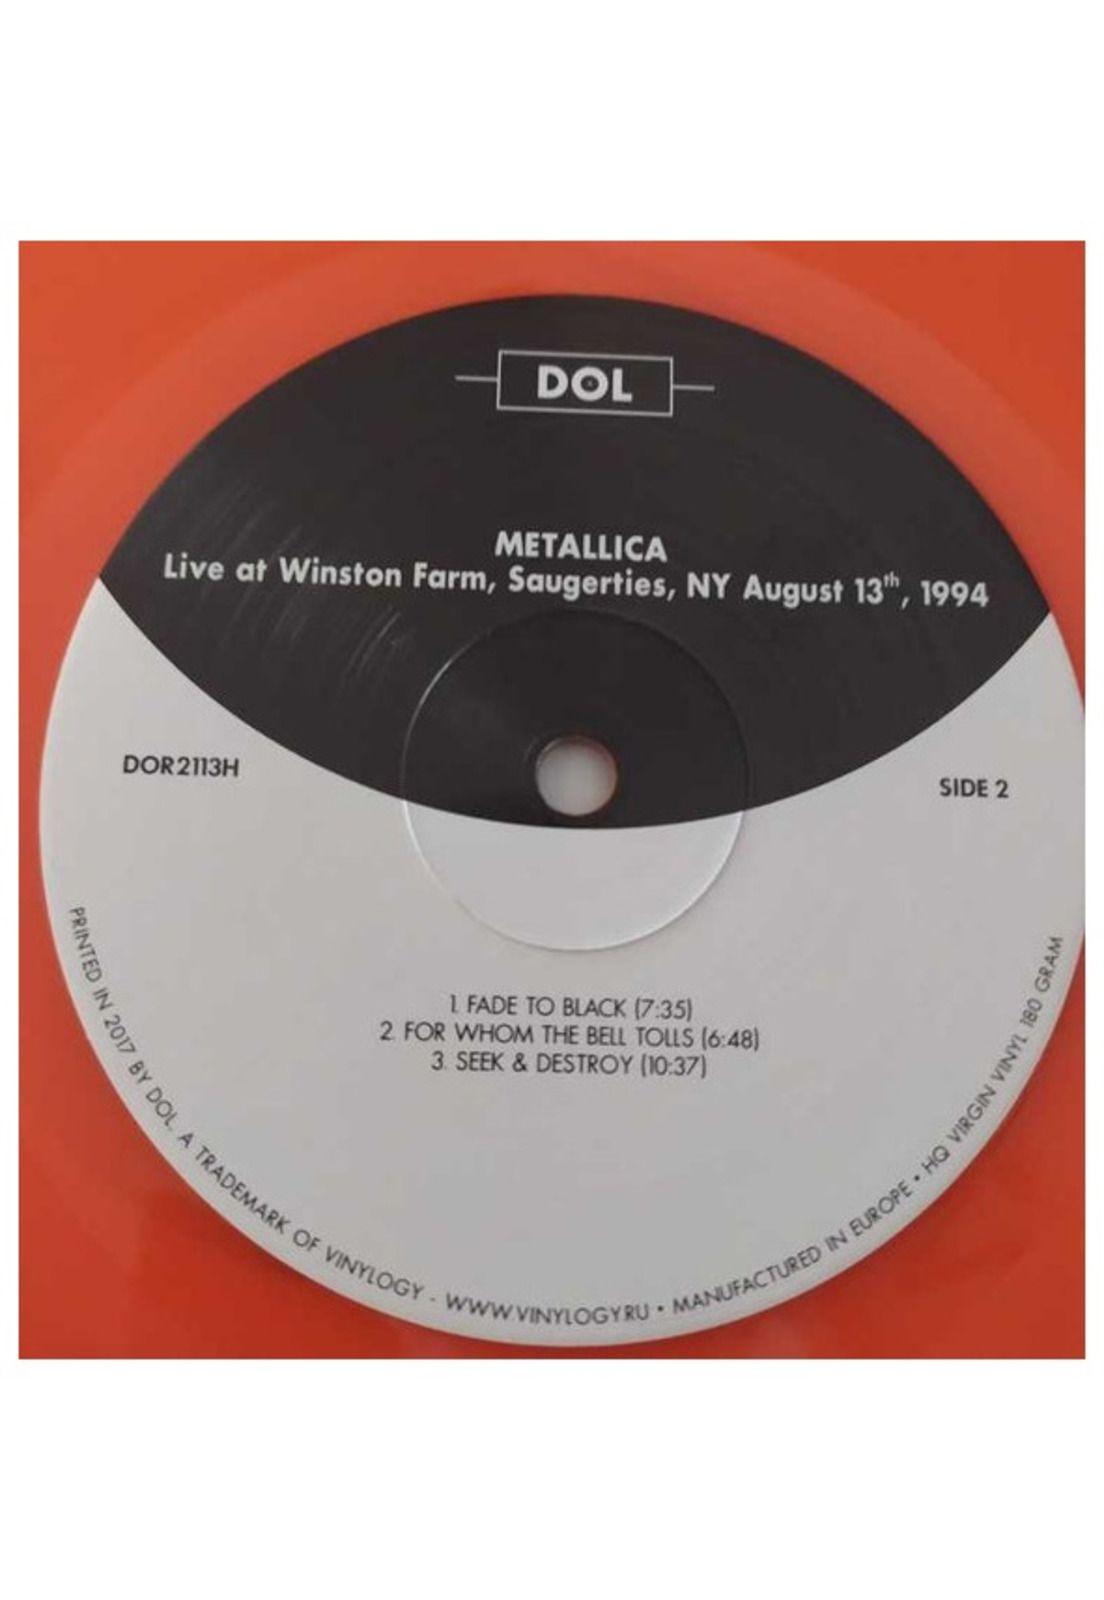 DOL
METALLICA
Live at Winston Farm, Saugerties, NY August 13th, 1994
DOR2113H
SIDE 2
1. FADE TO BLACK (7:35)
2. FOR WHOM THE BELL TOLLS (6:48)
3. SEEK & DESTROY (10:37)
PRINTED IN 2017 BY DOL. A TRADEMARK OF VINYLOGY - WWW.VINYLOGY.RU • MANUFACTURED IN EUROPE • HQ VIRGIN VINYL 180 GRAM